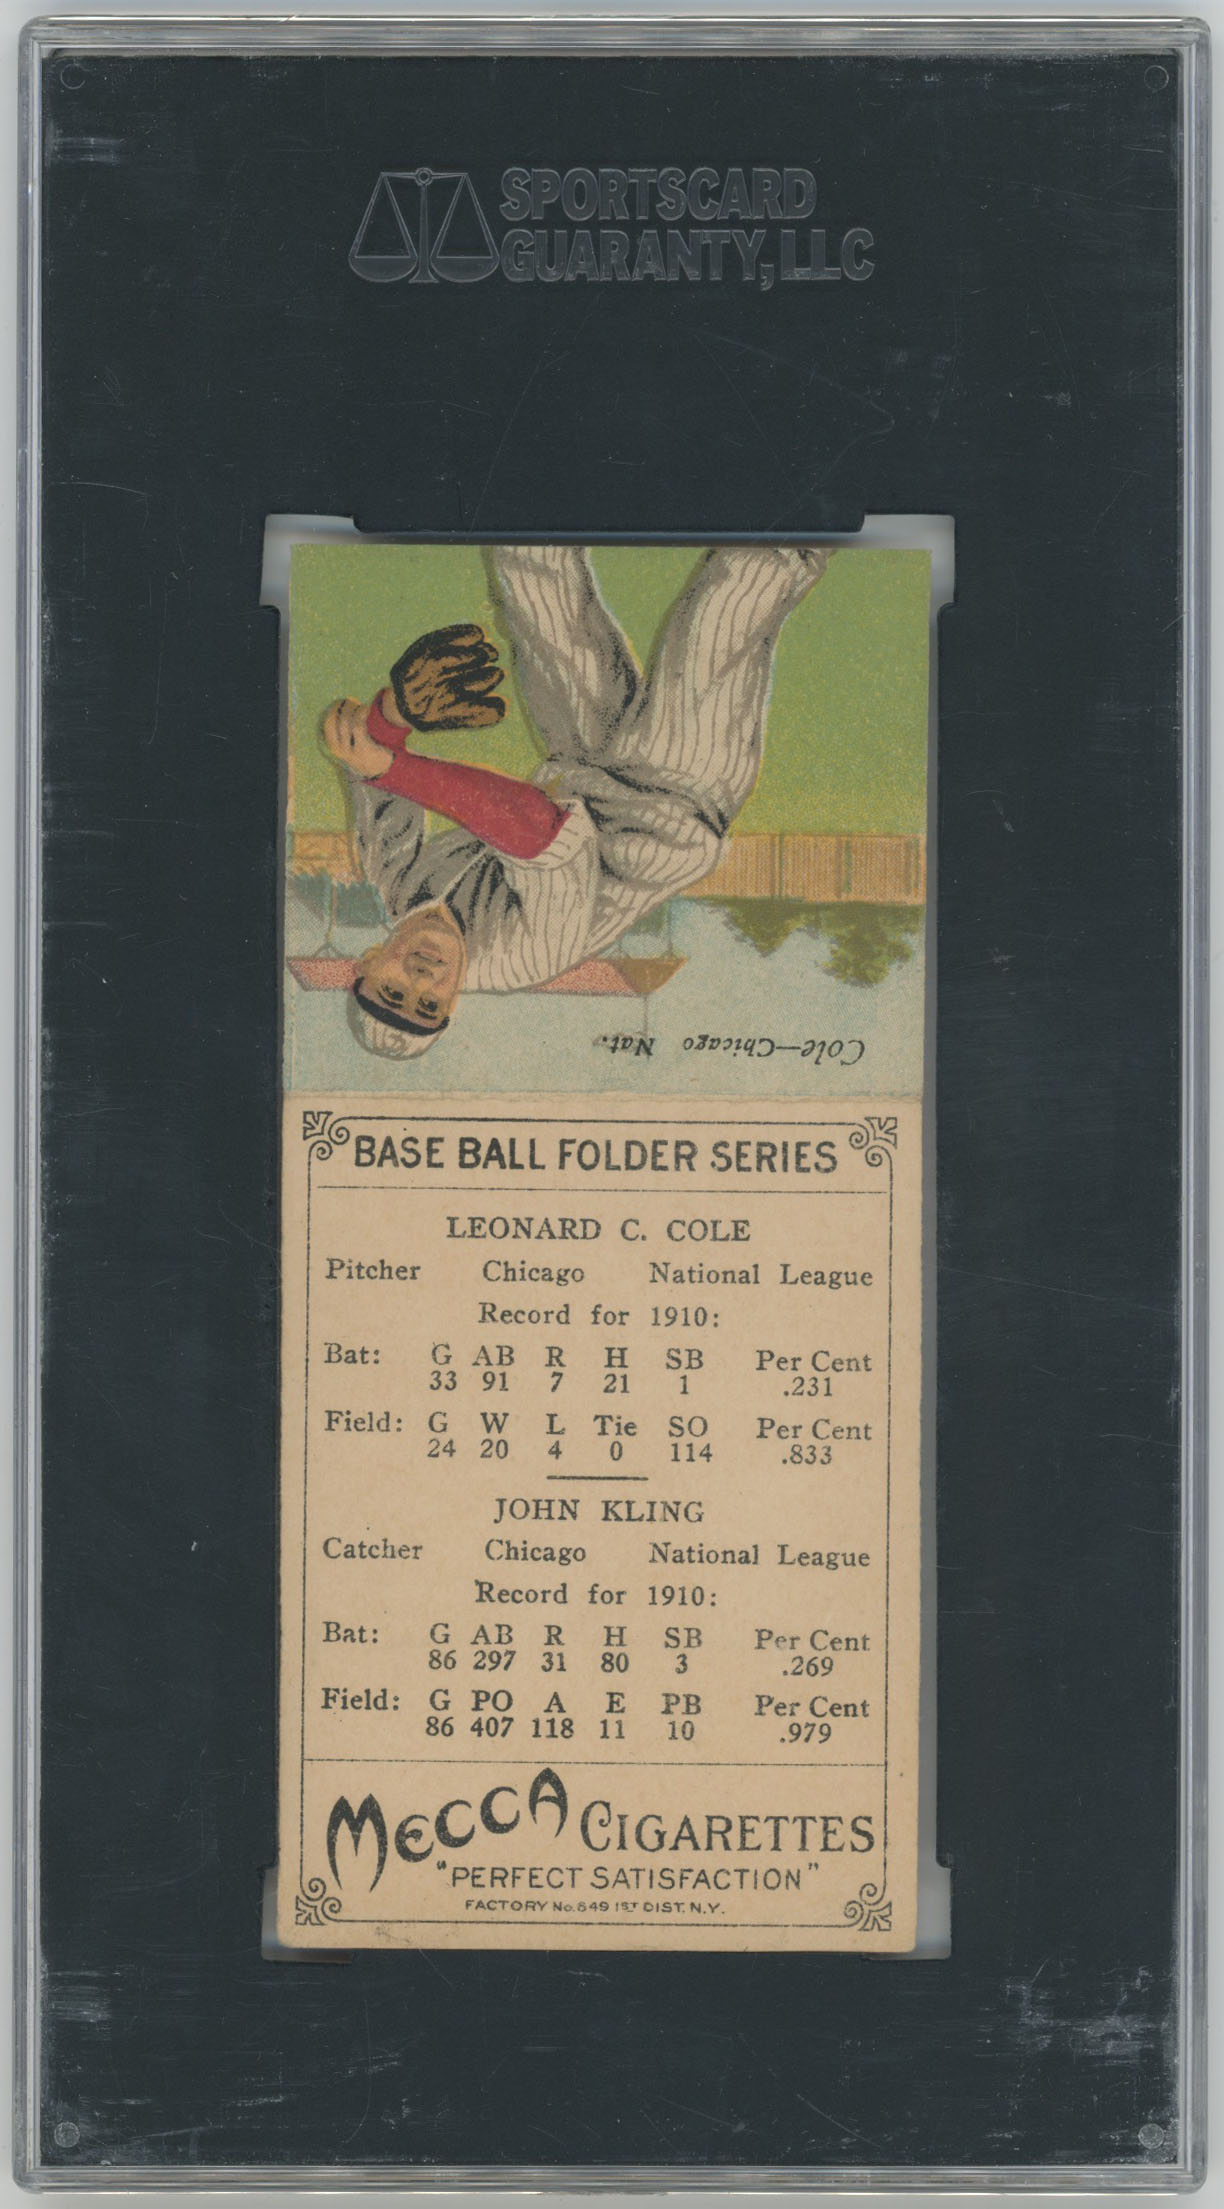 SPORTSCARD
GUARANTY, LLC
Cole—Chicago Nat.
BASE BALL FOLDER SERIES
LEONARD C. COLE
Pitcher Chicago National League
Record for 1910:
Bat: G AB R H SB Per Cent
33 91 7 21 1 .231
Field: G W L Tie SO Per Cent
24 20 4 0 114 .833
JOHN KLING
Catcher Chicago National League
Record for 1910:
Bat: G AB R H SB Per Cent
86 297 31 80 3 .269
Field: G PO A E PB Per Cent
86 407 118 11 10 .979
MECCA CIGARETTES
"PERFECT SATISFACTION"
FACTORY No. 649 1ST DIST. N.Y.